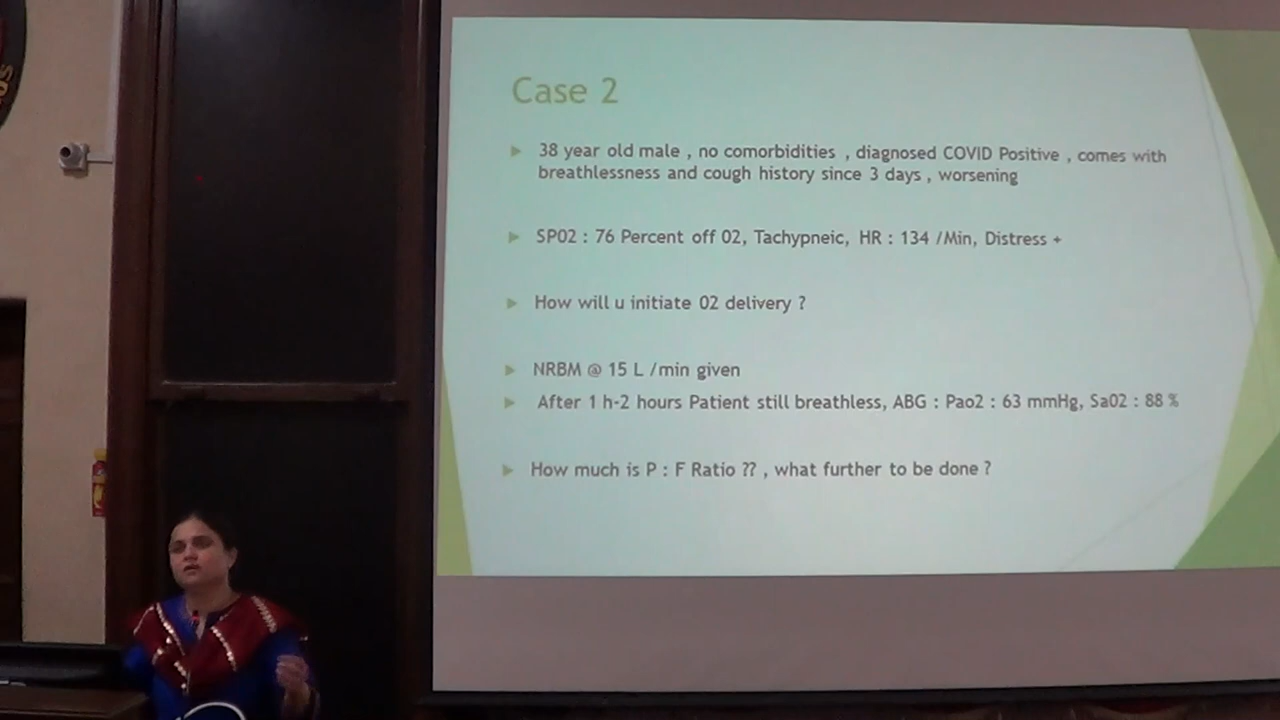 Case 2
38 year old male , no comorbidities , diagnosed COVID Positive , comes with
breathlessness and cough history since 3 days , worsening
SP02 : 76 Percent off 02, Tachypneic, HR : 134 /Min, Distress +
How will u initiate 02 delivery ?
NRBM @ 15 L /min given
After 1 h-2 hours Patient still breathless, ABG : Pao2 : 63 mmHg, Sa02 : 88 %
How much is P : F Ratio ?? , what further to be done ?